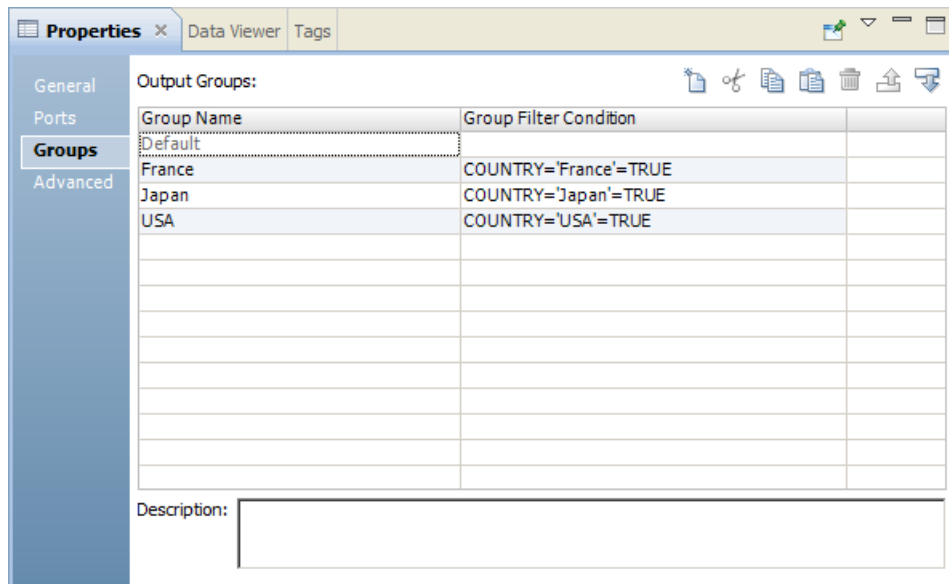 Properties Data Viewer Tags
General
Ports
Groups
Advanced
Output Groups:
Group Name Group Filter Condition
Default
France COUNTRY='France'=TRUE
Japan COUNTRY='Japan'=TRUE
USA COUNTRY='USA'=TRUE
Description: